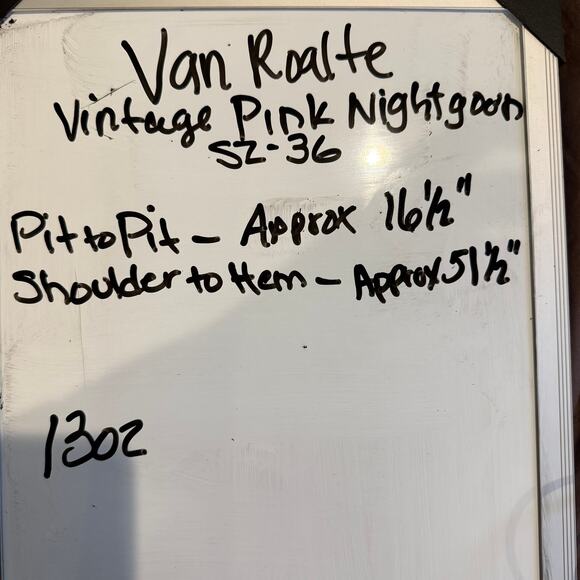 Van Roalte
Vintage Pink Nightgown
SZ-36
Pit to Pit - Approx 16½"
Shoulder to Hem - Approx 51½"
13oz